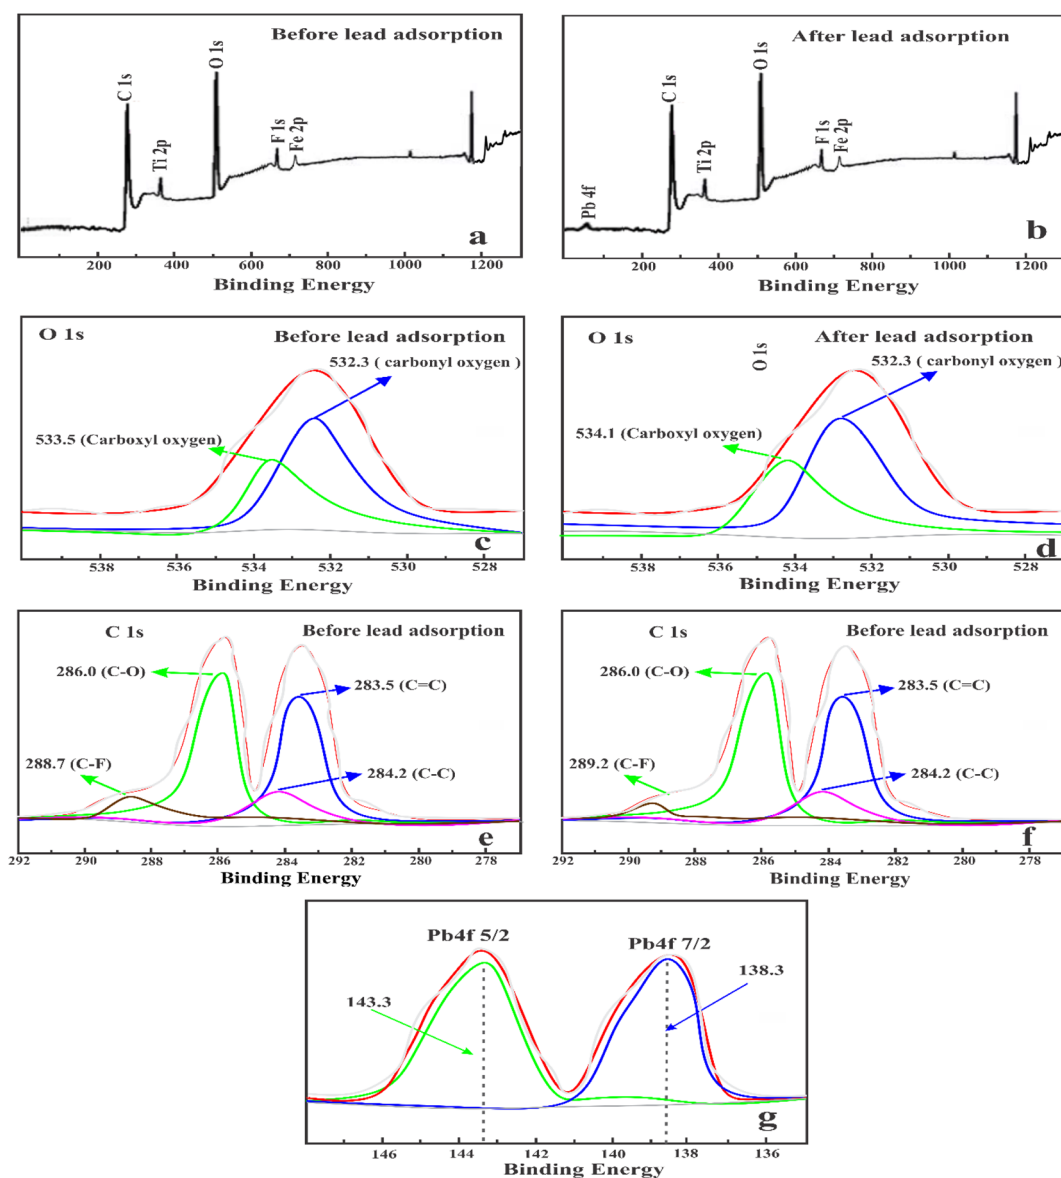 Before lead adsorption
C 1s
Ti 2p
O 1s
F 1s
Fe 2p
a
200 400 600 800 1000 1200
Binding Energy
After lead adsorption
Pb 4f
C 1s
Ti 2p
O 1s
F 1s
Fe 2p
b
200 400 600 800 1000 1200
Binding Energy
O 1s
Before lead adsorption
532.3 ( carbonyl oxygen )
533.5 (Carboxyl oxygen)
c
538 536 534 532 530 528
Binding Energy
O 1s
O 1s
After lead adsorption
532.3 ( carbonyl oxygen )
534.1 (Carboxyl oxygen)
d
538 536 534 532 530 528
Binding Energy
C 1s
Before lead adsorption
286.0 (C-O)
283.5 (C=C)
288.7 (C-F)
284.2 (C-C)
e
292 290 288 286 284 282 280 278
Binding Energy
C 1s
Before lead adsorption
286.0 (C-O)
283.5 (C=C)
289.2 (C-F)
284.2 (C-C)
f
292 290 288 286 284 282 280 278
Binding Energy
Pb4f 5/2
Pb4f 7/2
143.3
138.3
g
146 144 142 140 138 136
Binding Energy